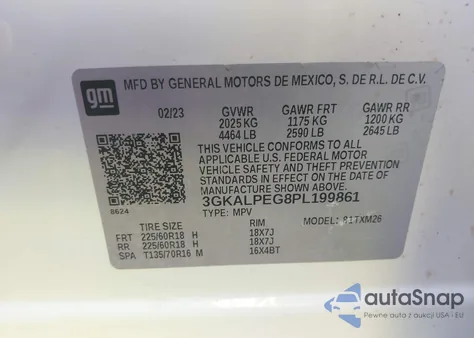 gm
MFD BY GENERAL MOTORS DE MEXICO, S. DE R.L. DE C.V.
02/23 GVWR GAWR FRT GAWR RR
2025 KG 1175 KG 1200 KG
4464 LB 2590 LB 2645 LB
THIS VEHICLE CONFORMS TO ALL
APPLICABLE U.S. FEDERAL MOTOR
VEHICLE SAFETY AND THEFT PREVENTION
STANDARDS IN EFFECT ON THE DATE OF
MANUFACTURE SHOWN ABOVE.
3GKALPEG8PL199861
8624 TYPE: MPV MODEL: 81TXM26
TIRE SIZE RIM
FRT 225/60R18 H 18X7J
RR 225/60R18 H 18X7J
SPA T135/70R16 M 16X4BT
autoSnap
Pewne auta z aukcji USA i EU